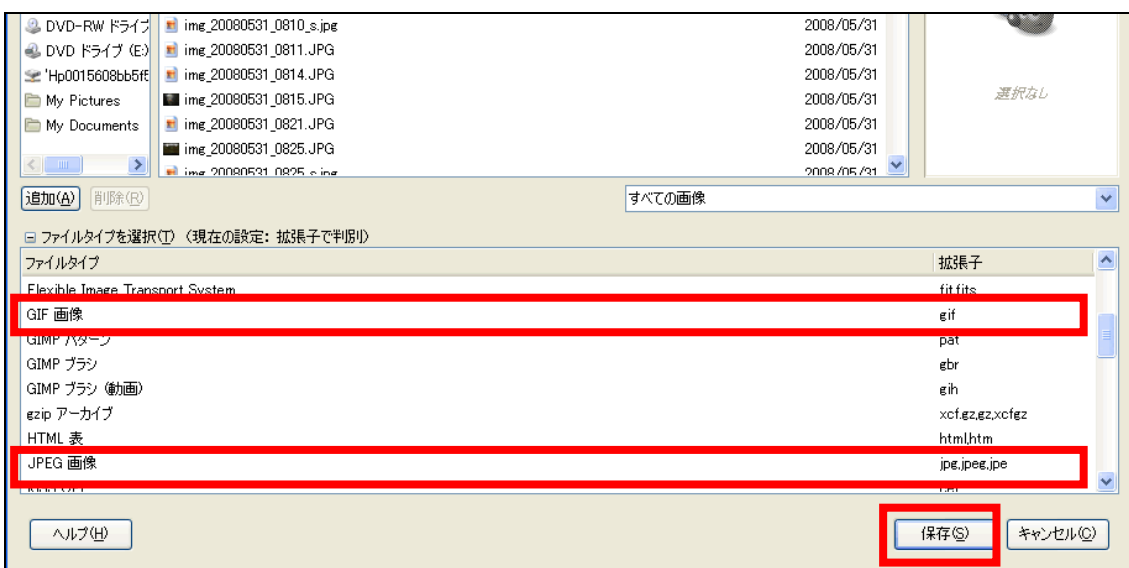 DVD-RW ドライブ img_20080531_0810_s.jpg 2008/05/31
DVD ドライブ (E:) img_20080531_0811.JPG 2008/05/31
'Hp0015608bb5f5 img_20080531_0814.JPG 2008/05/31
My Pictures img_20080531_0815.JPG 2008/05/31 選択なし
My Documents img_20080531_0821.JPG 2008/05/31
img_20080531_0825.JPG 2008/05/31
img_20080531_0825_s.jpg 2008/05/31
追加(A) 削除(R) すべての画像
ファイルタイプを選択(T) (現在の設定: 拡張子で判別)
ファイルタイプ 拡張子
Flexible Image Transport System fit,fits
GIF 画像 gif
GIMP パターン pat
GIMP ブラシ gbr
GIMP ブラシ (動画) gih
gzip アーカイブ xcf.gz,gz,xcfgz
HTML 表 html,htm
JPEG 画像 jpg,jpeg,jpe
ヘルプ(H) 保存(S) キャンセル(C)